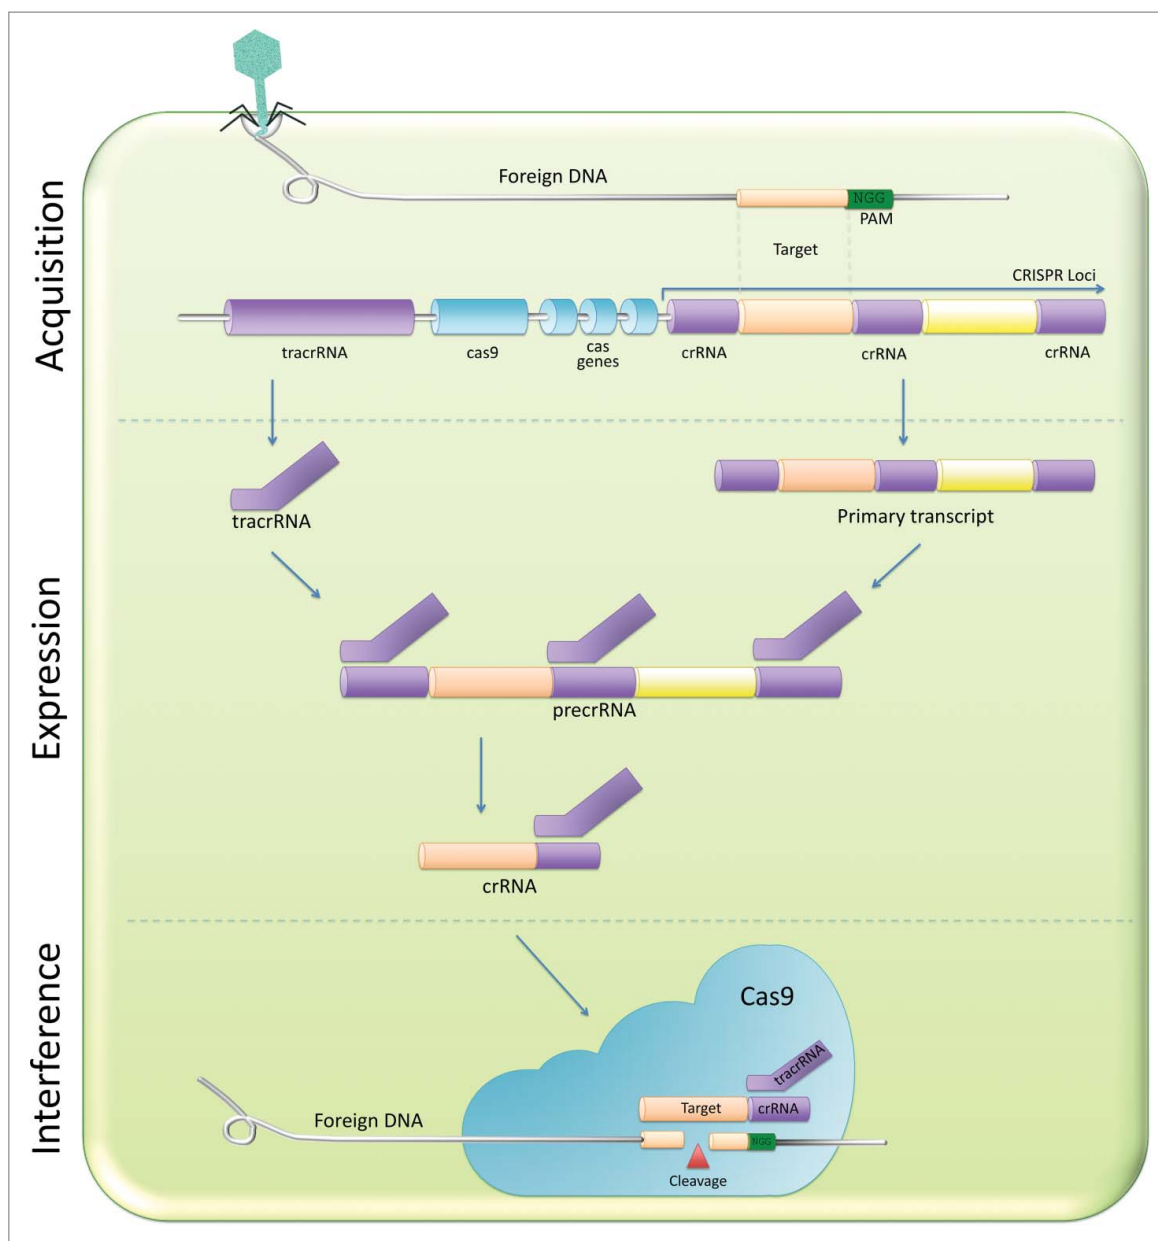 Acquisition
Foreign DNA
NGG
PAM
Target
CRISPR Loci
tracrRNA
cas9
cas
genes
crRNA
crRNA
crRNA
Expression
tracrRNA
Primary transcript
precrRNA
crRNA
Interference
Cas9
tracrRNA
Target
crRNA
Foreign DNA
NGG
Cleavage